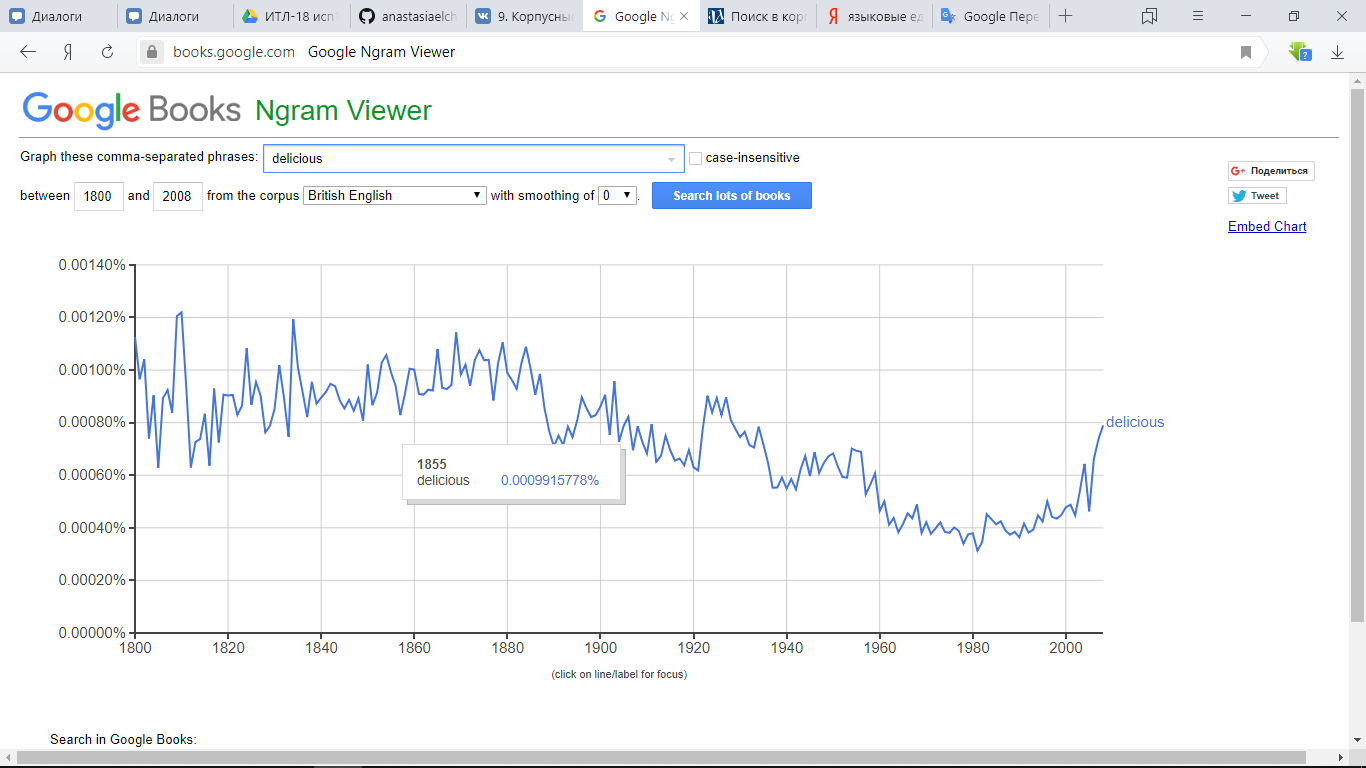 Диалоги
Диалоги
ИТЛ-18 исп
anastasiaelch
9. Корпусные
Google Ng
Поиск в кор
языковые ед
Google Пере
books.google.com Google Ngram Viewer
Google Books Ngram Viewer
Graph these comma-separated phrases: delicious case-insensitive
between 1800 and 2008 from the corpus British English with smoothing of 0 . Search lots of books
Поделиться
Tweet
Embed Chart
0.00140%
0.00120%
0.00100%
0.00080%
0.00060%
0.00040%
0.00020%
0.00000%
delicious
1855
delicious 0.0009915778%
1800 1820 1840 1860 1880 1900 1920 1940 1960 1980 2000
(click on line/label for focus)
Search in Google Books: